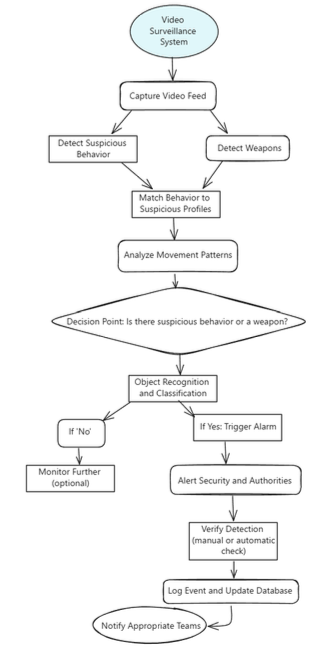 Video
Surveillance
System
Capture Video Feed
Detect Suspicious
Behavior
Detect Weapons
Match Behavior to
Suspicious Profiles
Analyze Movement Patterns
Decision Point: Is there suspicious behavior or a weapon?
Object Recognition
and Classification
If 'No'
If Yes: Trigger Alarm
Monitor Further
(optional)
Alert Security and Authorities
Verify Detection
(manual or automatic
check)
Log Event and Update Database
Notify Appropriate Teams